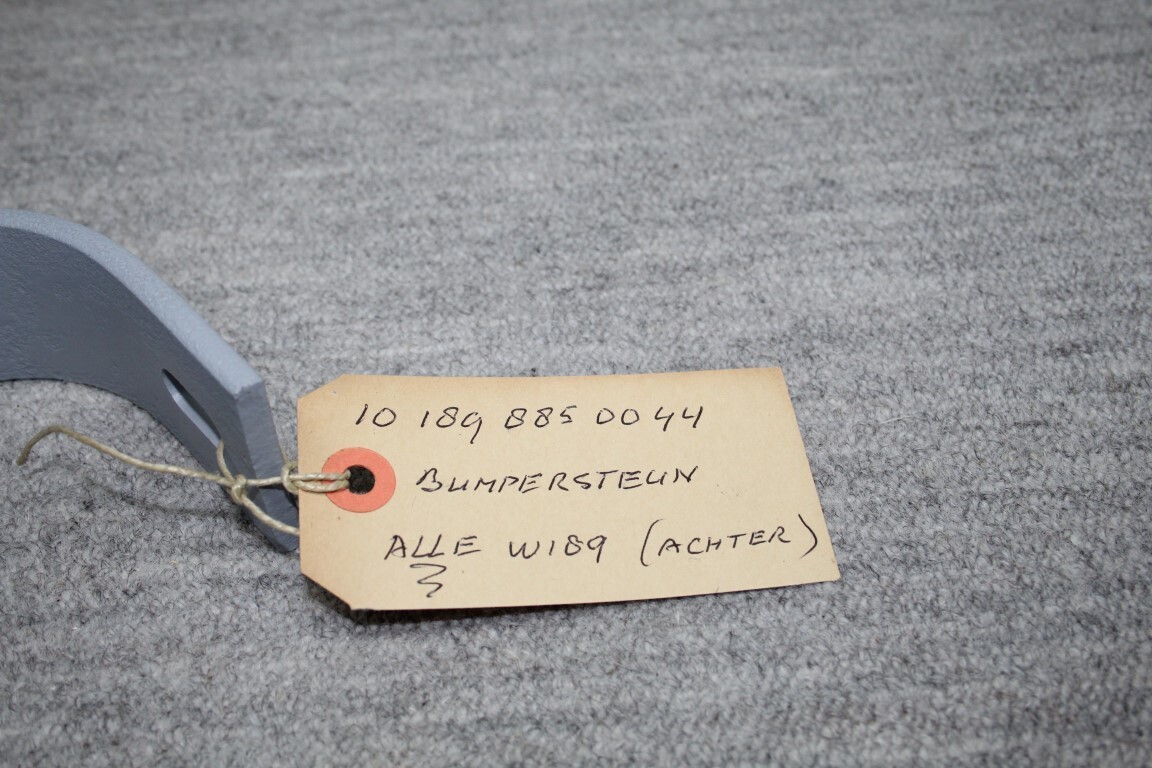 10 189 885 00 44
BUMPERSTEUN
ALLE W189 (ACHTER)